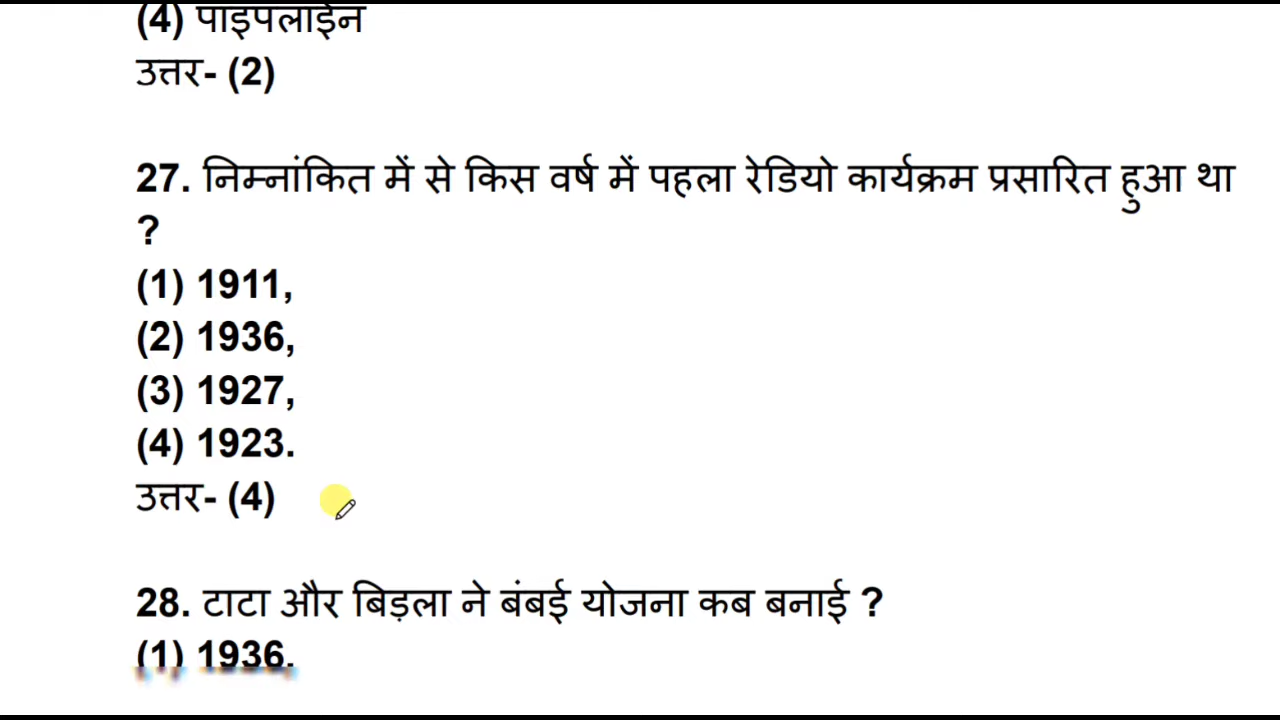 (4) पाइपलाईन
उत्तर- (2)
27. निम्नांकित में से किस वर्ष में पहला रेडियो कार्यक्रम प्रसारित हुआ था
?
(1) 1911,
(2) 1936,
(3) 1927,
(4) 1923.
उत्तर- (4)
28. टाटा और बिड़ला ने बंबई योजना कब बनाई ?
(1) 1936.